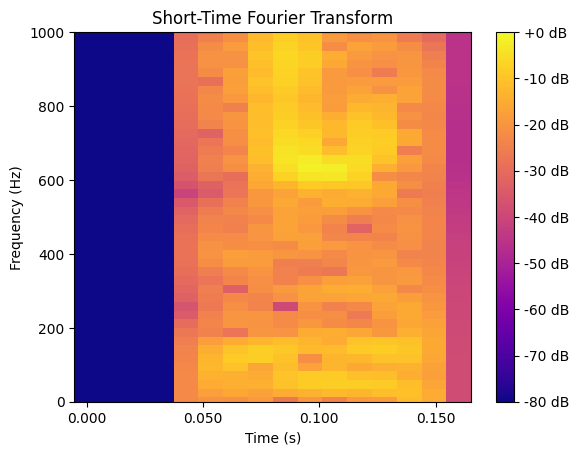 Short-Time Fourier Transform
1000
800
600
400
200
0
Frequency (Hz)
0.000
0.050
0.100
0.150
Time (s)
+0 dB
-10 dB
-20 dB
-30 dB
-40 dB
-50 dB
-60 dB
-70 dB
-80 dB